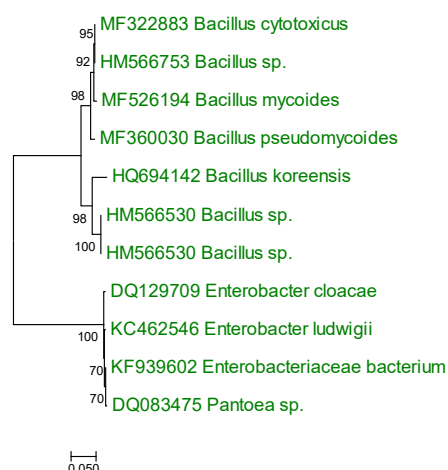 95
MF322883 Bacillus cytotoxicus
92
HM566753 Bacillus sp.
98
MF526194 Bacillus mycoides
MF360030 Bacillus pseudomycoides
HQ694142 Bacillus koreensis
98
HM566530 Bacillus sp.
100
HM566530 Bacillus sp.
DQ129709 Enterobacter cloacae
100
KC462546 Enterobacter ludwigii
70
KF939602 Enterobacteriaceae bacterium
70
DQ083475 Pantoea sp.
0.050